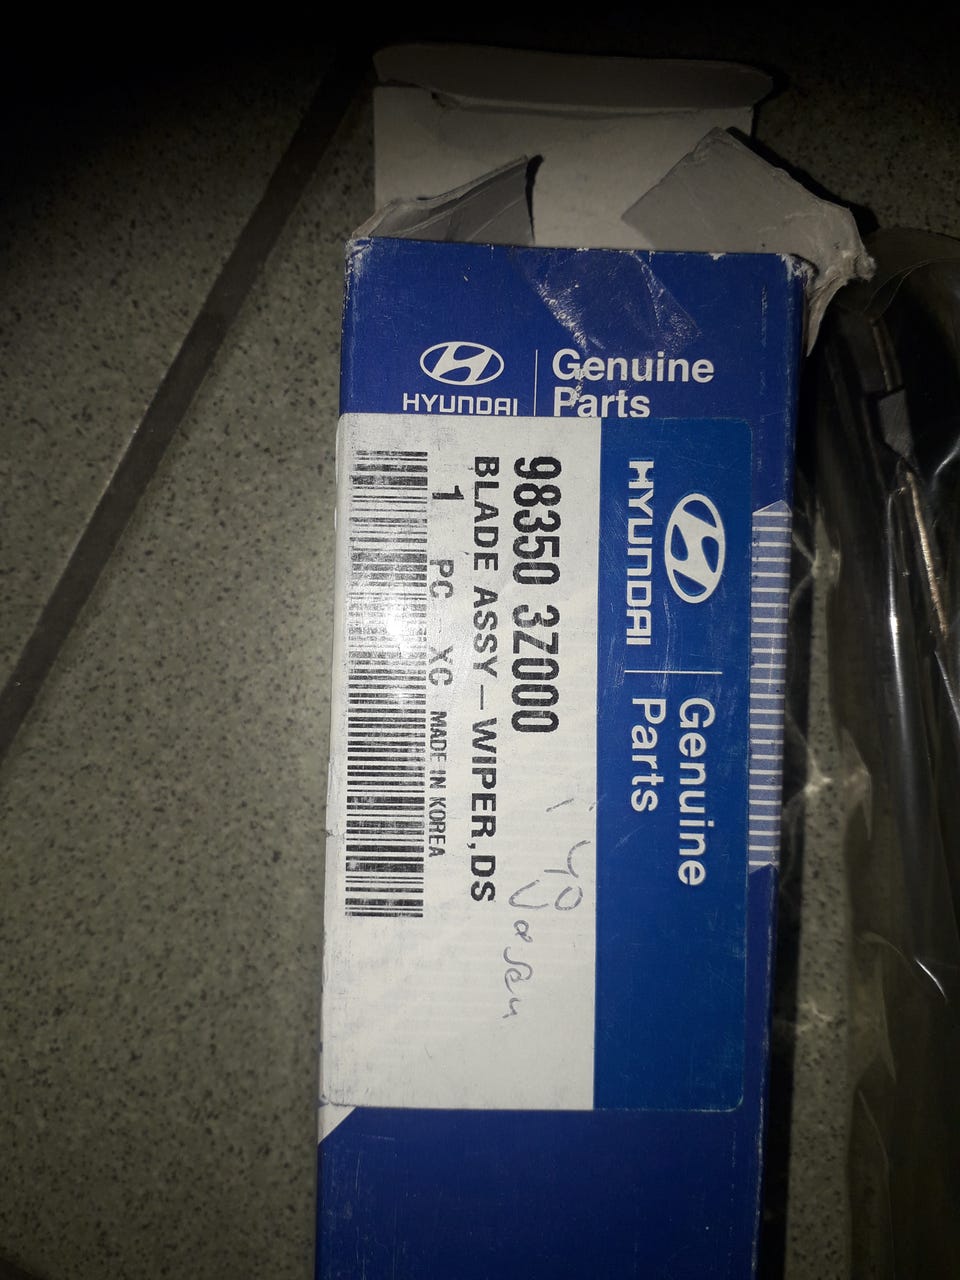 HYUNDAI
Genuine
Parts
HYUNDAI
Genuine
Parts
98350 3Z000
BLADE ASSY–WIPER,DS
1 PC XC MADE IN KOREA